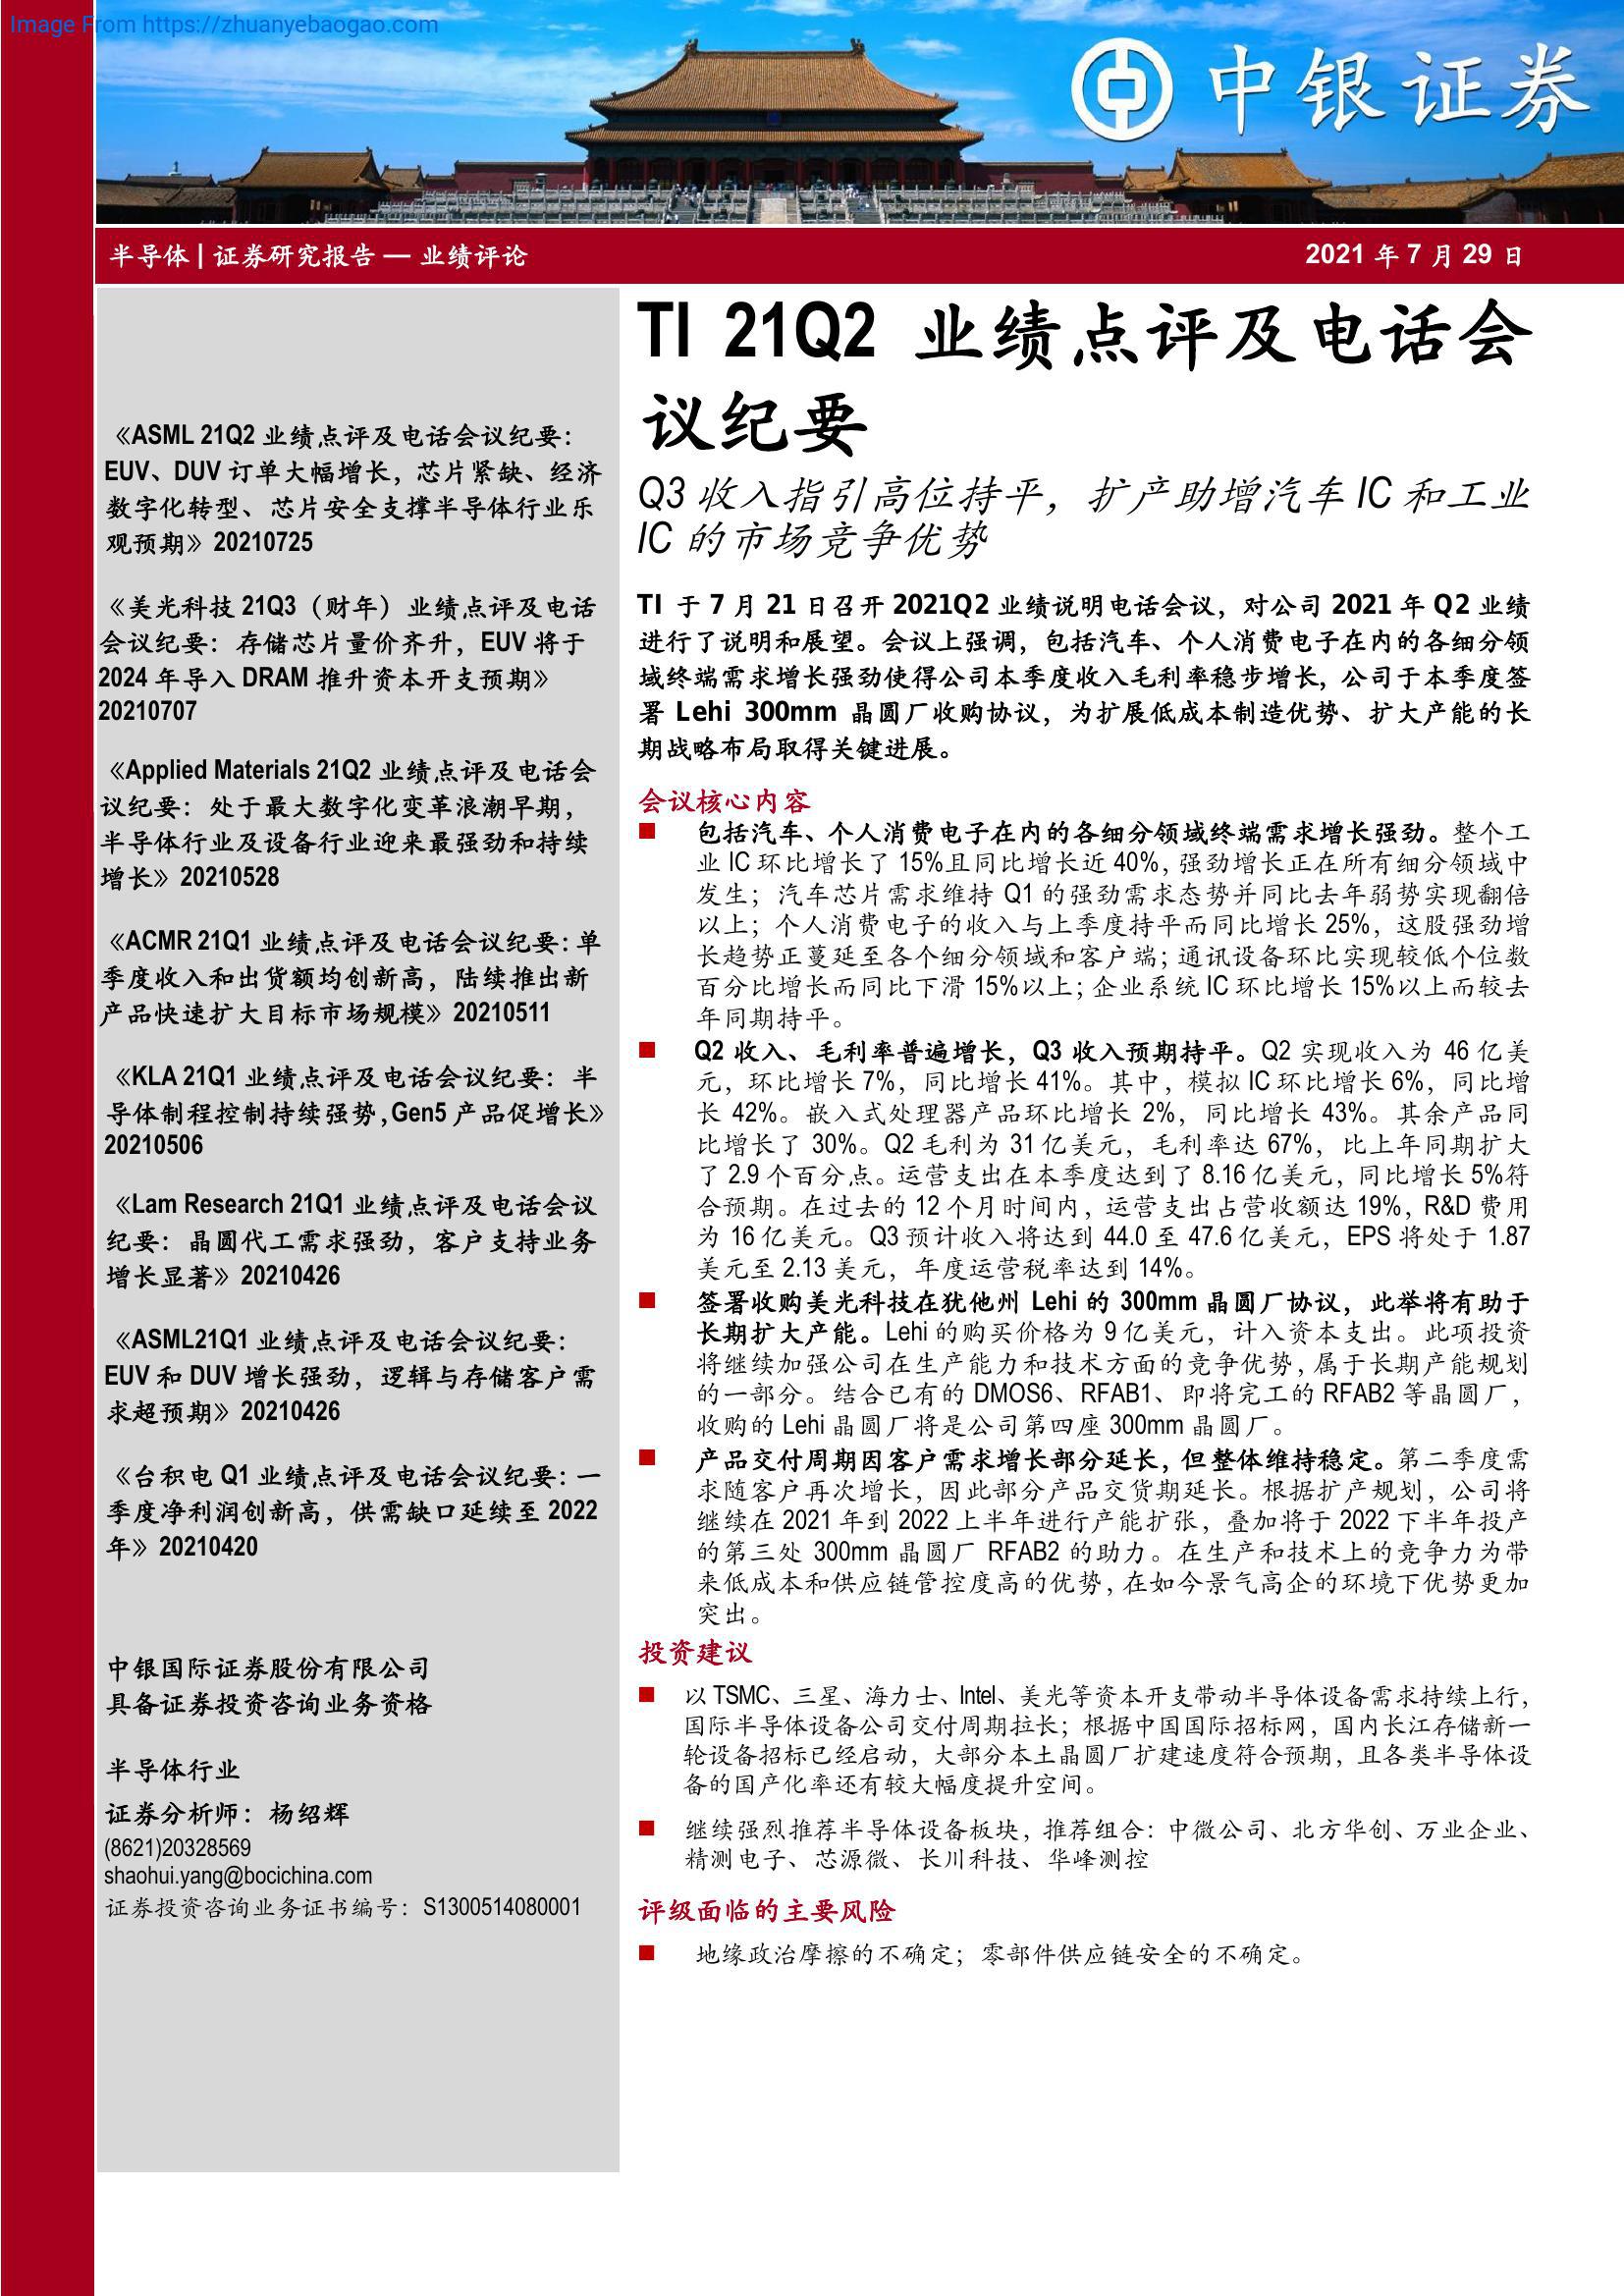 Image From https://zhuanyebaogao.com
中银证券
半导体 | 证券研究报告 — 业绩评论
2021 年 7 月 29 日
《ASML 21Q2 业绩点评及电话会议纪要：
EUV、DUV 订单大幅增长，芯片紧缺、经济
数字化转型、芯片安全支撑半导体行业乐
观预期》20210725
《美光科技 21Q3（财年）业绩点评及电话
会议纪要：存储芯片量价齐升，EUV 将于
2024 年导入 DRAM 推升资本开支预期》
20210707
《Applied Materials 21Q2 业绩点评及电话会
议纪要：处于最大数字化变革浪潮早期，
半导体行业及设备行业迎来最强劲和持续
增长》20210528
《ACMR 21Q1 业绩点评及电话会议纪要：单
季度收入和出货额均创新高，陆续推出新
产品快速扩大目标市场规模》20210511
《KLA 21Q1 业绩点评及电话会议纪要：半
导体制程控制持续强势，Gen5 产品促增长》
20210506
《Lam Research 21Q1 业绩点评及电话会议
纪要：晶圆代工需求强劲，客户支持业务
增长显著》20210426
《ASML21Q1 业绩点评及电话会议纪要：
EUV 和 DUV 增长强劲，逻辑与存储客户需
求超预期》20210426
《台积电 Q1 业绩点评及电话会议纪要：一
季度净利润创新高，供需缺口延续至 2022
年》20210420
中银国际证券股份有限公司
具备证券投资咨询业务资格
半导体行业
证券分析师：杨绍辉
(8621)20328569
shaohui.yang@bocichina.com
证券投资咨询业务证书编号：S1300514080001
TI 21Q2 业绩点评及电话会
议纪要
Q3 收入指引高位持平，扩产助增汽车 IC 和工业
IC 的市场竞争优势
TI 于 7 月 21 日召开 2021Q2 业绩说明电话会议，对公司 2021 年 Q2 业绩
进行了说明和展望。会议上强调，包括汽车、个人消费电子在内的各细分领
域终端需求增长强劲使得公司本季度收入毛利率稳步增长，公司于本季度签
署 Lehi 300mm 晶圆厂收购协议，为扩展低成本制造优势、扩大产能的长
期战略布局取得关键进展。
会议核心内容
■ 包括汽车、个人消费电子在内的各细分领域终端需求增长强劲。整个工
业 IC 环比增长了 15%且同比增长近 40%，强劲增长正在所有细分领域中
发生；汽车芯片需求维持 Q1 的强劲需求态势并同比去年弱势实现翻倍
以上；个人消费电子的收入与上季度持平而同比增长 25%，这股强劲增
长趋势正蔓延至各个细分领域和客户端；通讯设备环比实现较低个位数
百分比增长而同比下滑 15%以上；企业系统 IC 环比增长 15%以上而较去
年同期持平。
■ Q2 收入、毛利率普遍增长，Q3 收入预期持平。Q2 实现收入为 46 亿美
元，环比增长 7%，同比增长 41%。其中，模拟 IC 环比增长 6%，同比增
长 42%。嵌入式处理器产品环比增长 2%，同比增长 43%。其余产品同
比增长了 30%。Q2 毛利为 31 亿美元，毛利率达 67%，比上年同期扩大
了 2.9 个百分点。运营支出在本季度达到了 8.16 亿美元，同比增长 5%符
合预期。在过去的 12 个月时间内，运营支出占营收额达 19%，R&D 费用
为 16 亿美元。Q3 预计收入将达到 44.0 至 47.6 亿美元，EPS 将处于 1.87
美元至 2.13 美元，年度运营税率达到 14%。
■ 签署收购美光科技在犹他州 Lehi 的 300mm 晶圆厂协议，此举将有助于
长期扩大产能。Lehi 的购买价格为 9 亿美元，计入资本支出。此项投资
将继续加强公司在生产能力和技术方面的竞争优势，属于长期产能规划
的一部分。结合已有的 DMOS6、RFAB1、即将完工的 RFAB2 等晶圆厂，
收购的 Lehi 晶圆厂将是公司第四座 300mm 晶圆厂。
■ 产品交付周期因客户需求增长部分延长，但整体维持稳定。第二季度需
求随客户再次增长，因此部分产品交货期延长。根据扩产规划，公司将
继续在 2021 年到 2022 上半年进行产能扩张，叠加将于 2022 下半年投产
的第三处 300mm 晶圆厂 RFAB2 的助力。在生产和技术上的竞争力为带
来低成本和供应链管控度高的优势，在如今景气高企的环境下优势更加
突出。
投资建议
■ 以 TSMC、三星、海力士、Intel、美光等资本开支带动半导体设备需求持续上行，
国际半导体设备公司交付周期拉长；根据中国国际招标网，国内长江存储新一
轮设备招标已经启动，大部分本土晶圆厂扩建速度符合预期，且各类半导体设
备的国产化率还有较大幅度提升空间。
■ 继续强烈推荐半导体设备板块，推荐组合：中微公司、北方华创、万业企业、
精测电子、芯源微、长川科技、华峰测控
评级面临的主要风险
■ 地缘政治摩擦的不确定；零部件供应链安全的不确定。